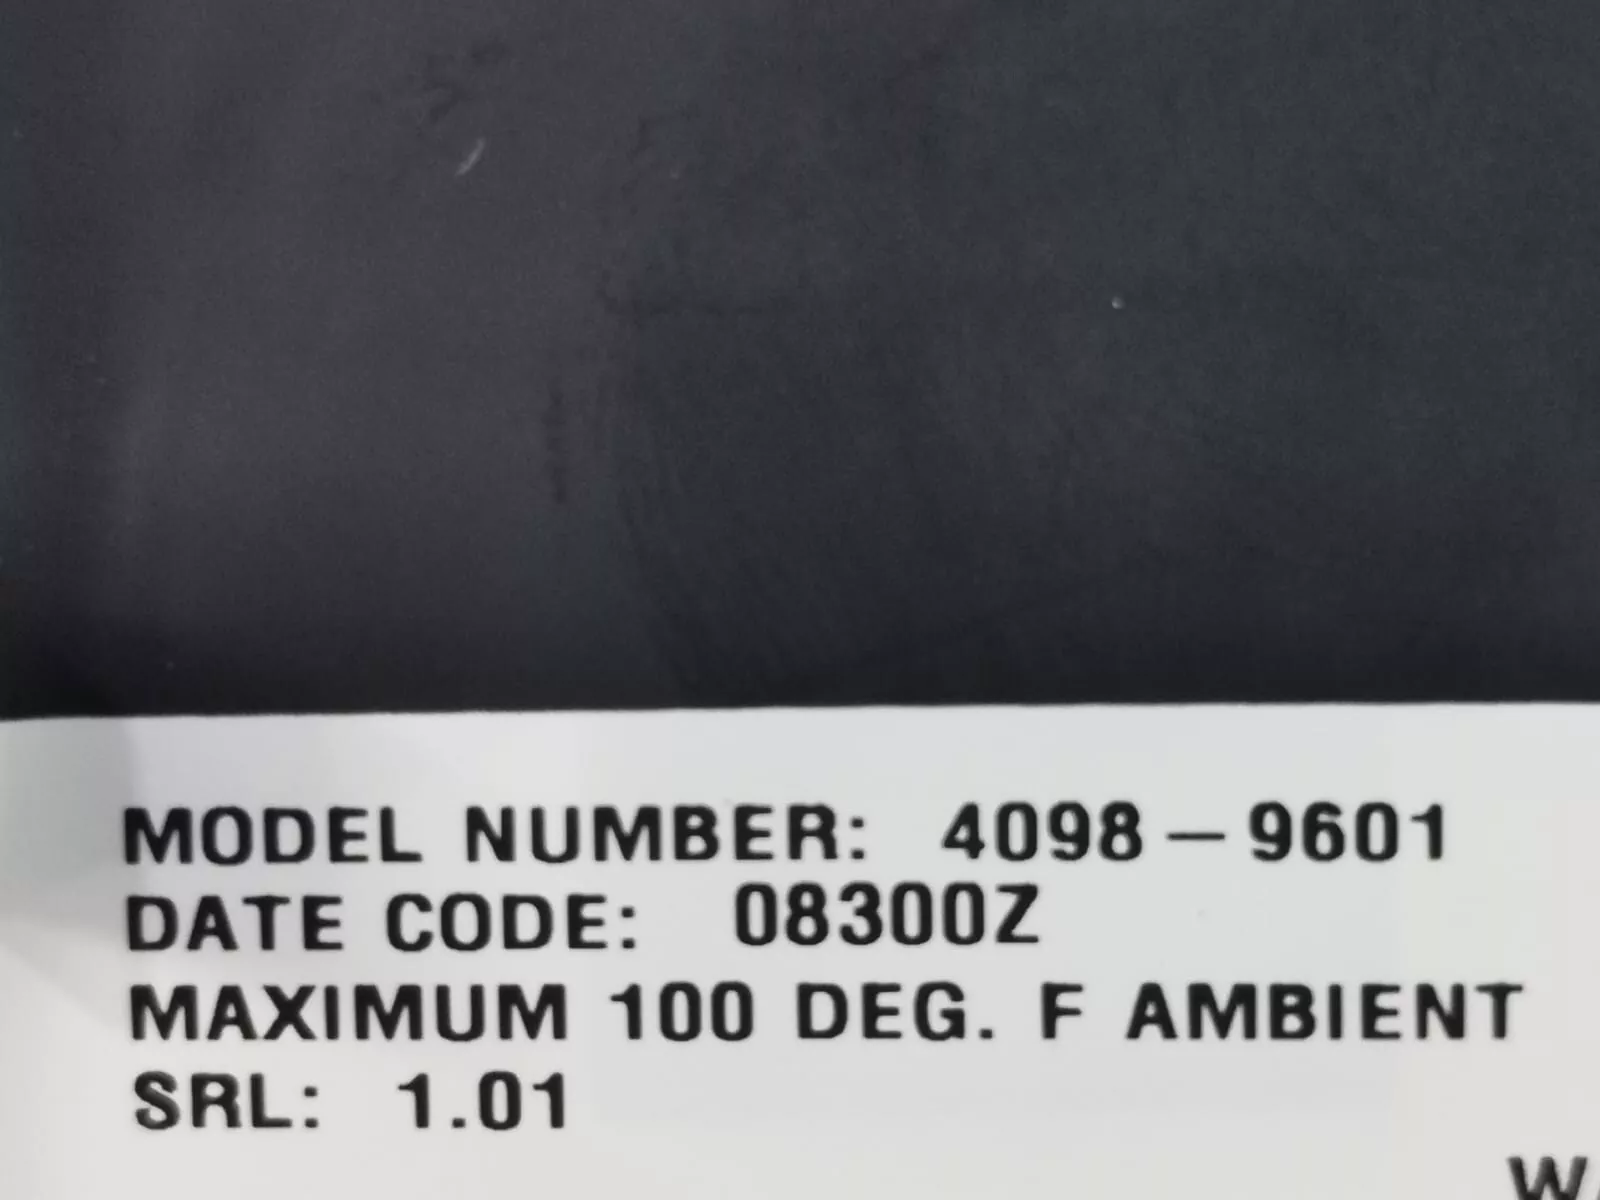 MODEL NUMBER: 4098-9601
DATE CODE: 08300Z
MAXIMUM 100 DEG. F AMBIENT
SRL: 1.01